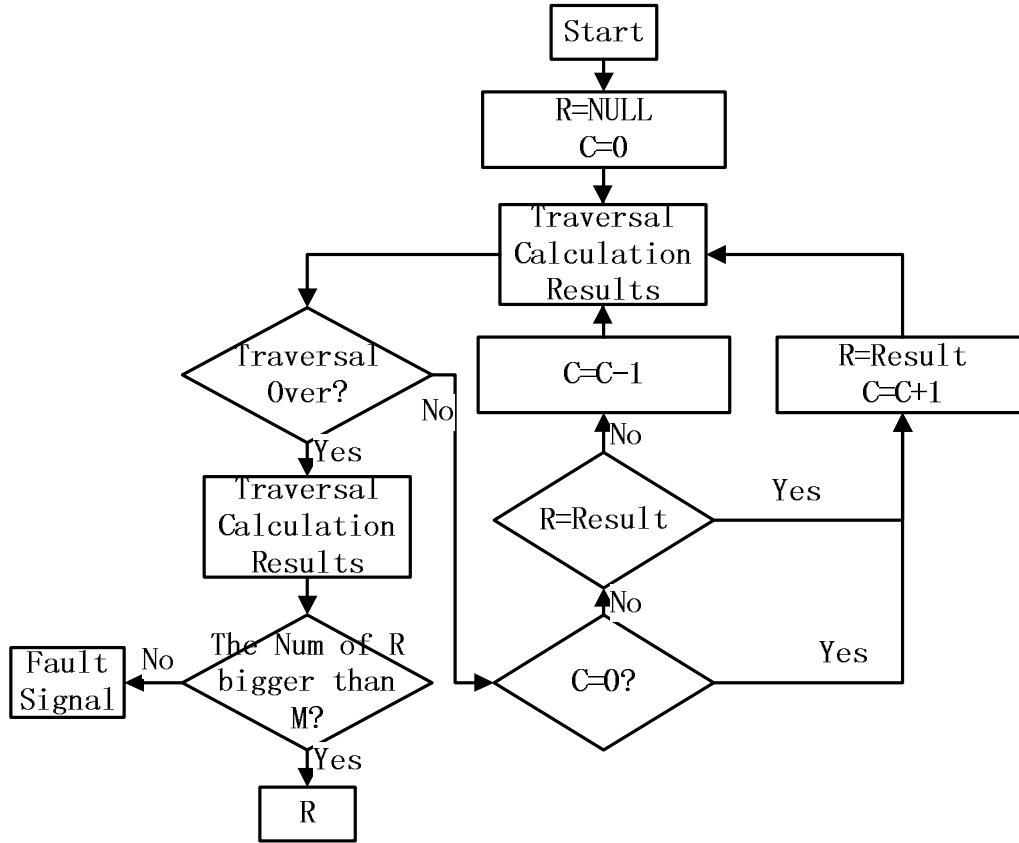 Start
R=NULL
C=0
Traversal
Calculation
Results
Traversal
Over?
No
Yes
C=C-1
R=Result
C=C+1
No
Traversal
Calculation
Results
R=Result
Yes
No
The Num of R
bigger than
M?
No
Fault
Signal
C=0?
Yes
Yes
R